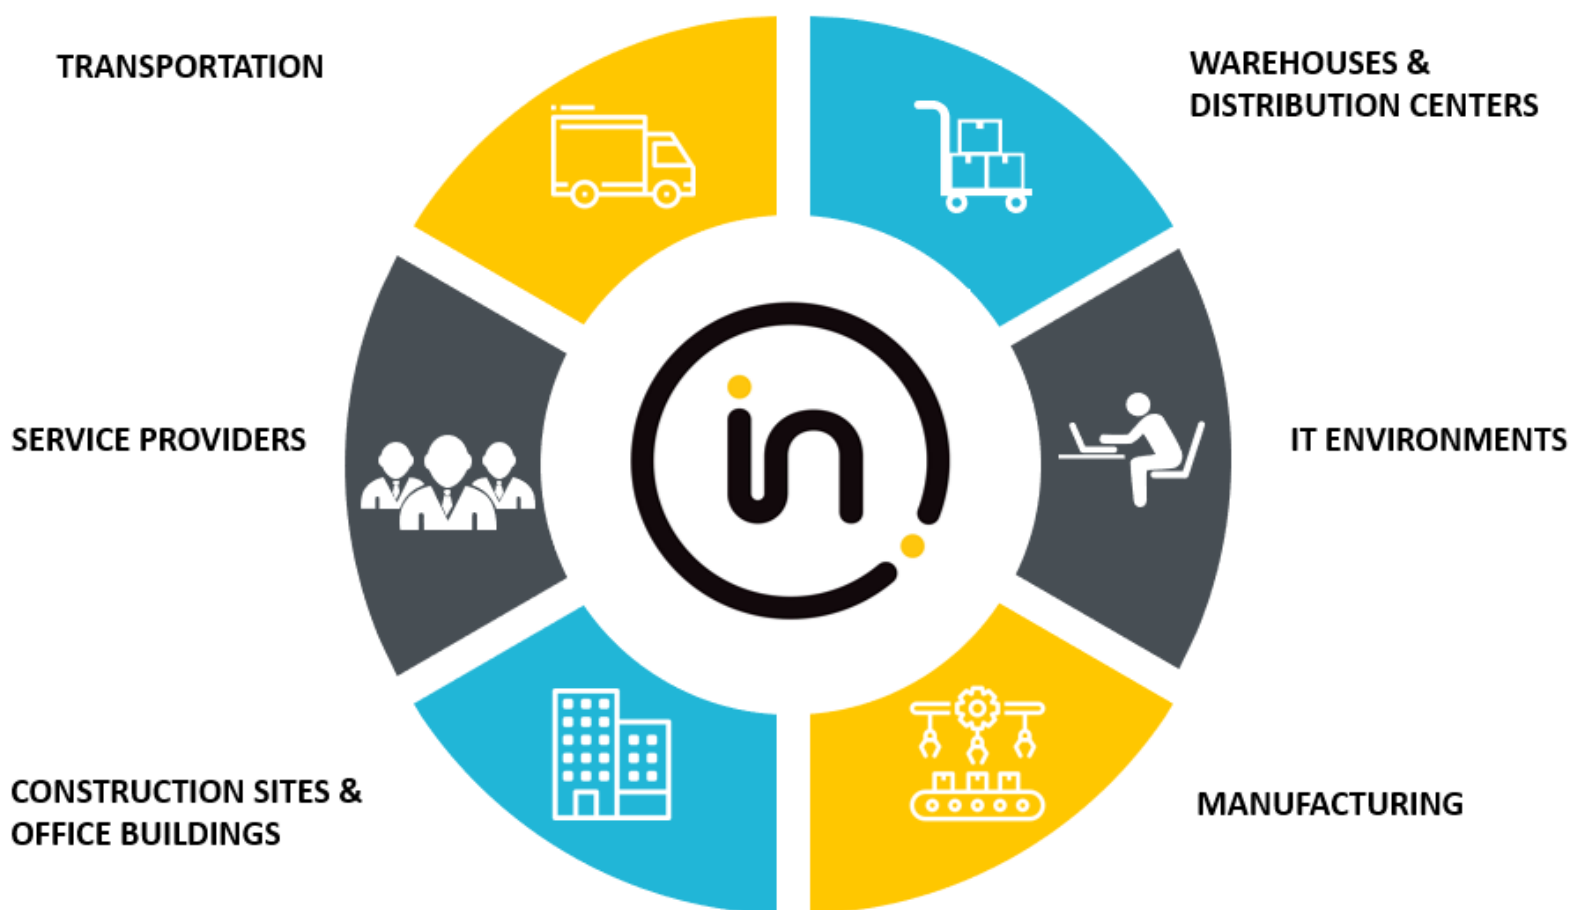 TRANSPORTATION
WAREHOUSES &
DISTRIBUTION CENTERS
SERVICE PROVIDERS
in
IT ENVIRONMENTS
CONSTRUCTION SITES &
OFFICE BUILDINGS
MANUFACTURING